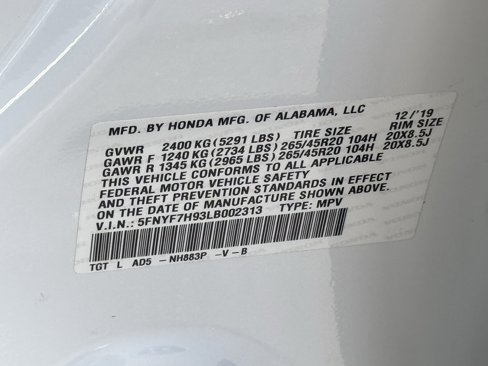 MFD. BY HONDA MFG. OF ALABAMA, LLC 12/'19
GVWR 2400 KG(5291 LBS) TIRE SIZE RIM SIZE
GAWR F 1240 KG(2734 LBS)265/45R20 104H 20X8.5J
GAWR R 1345 KG(2965 LBS)265/45R20 104H 20X8.5J
THIS VEHICLE CONFORMS TO ALL APPLICABLE
FEDERAL MOTOR VEHICLE SAFETY
AND THEFT PREVENTION STANDARDS IN EFFECT
ON THE DATE OF MANUFACTURE SHOWN ABOVE.
V.I.N.: 5FNYF7H93LB002313 TYPE: MPV
TGT L AD5 -NH883P -V-B